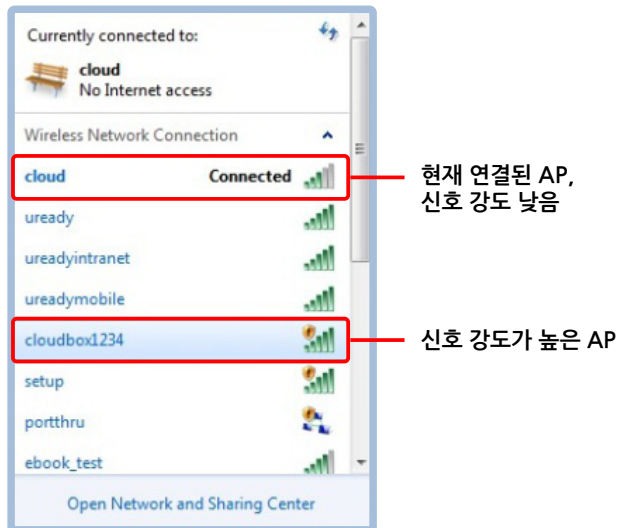 Currently connected to:
cloud
No Internet access
Wireless Network Connection
cloud Connected
현재 연결된 AP,
신호 강도 낮음
uready
ureadyintranet
ureadymobile
cloudbox1234
신호 강도가 높은 AP
setup
portthru
ebook_test
Open Network and Sharing Center